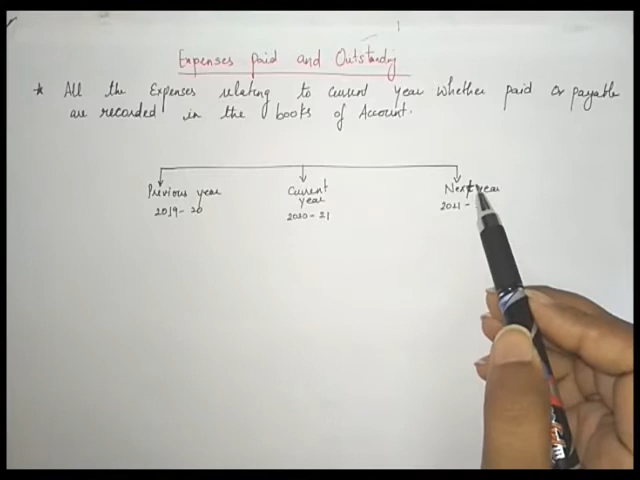 1
Expenses paid and Outstanding
* All the Expenses relating to current year whether paid or payable
are recorded in the books of Account.
Previous year
2019-20
Current
year
2020-21
Next year
2021-